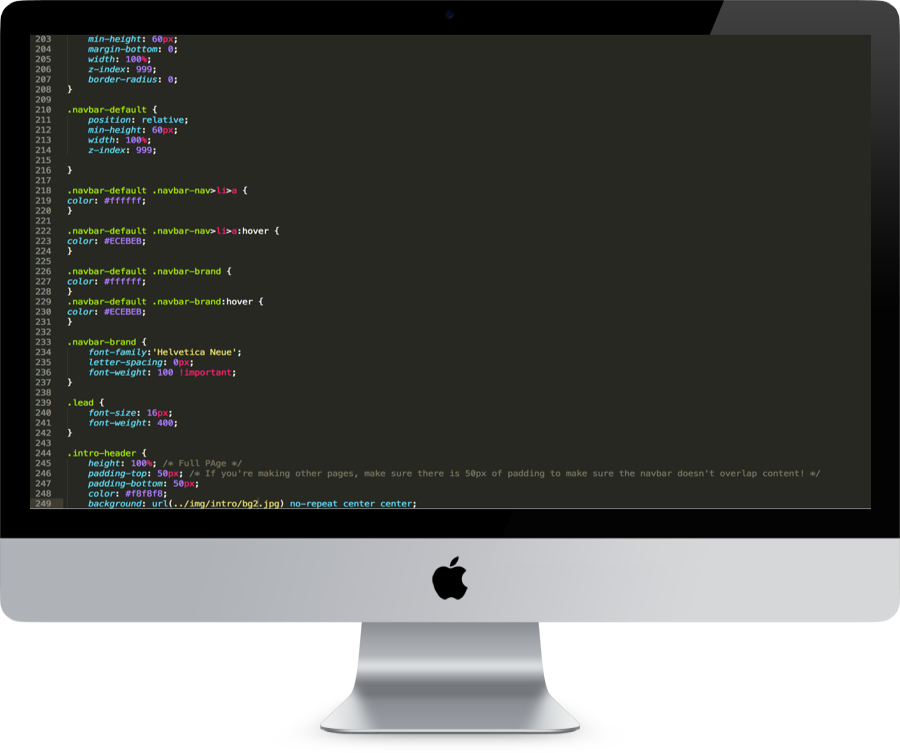 203 min-height: 60px;
204 margin-bottom: 0;
205 width: 100%;
206 z-index: 999;
207 border-radius: 0;
208 }
209
210 .navbar-default {
211 position: relative;
212 min-height: 60px;
213 width: 100%;
214 z-index: 999;
215
216 }
217
218 .navbar-default .navbar-nav>li>a {
219 color: #ffffff;
220 }
221
222 .navbar-default .navbar-nav>li>a:hover {
223 color: #ECEBEB;
224 }
225
226 .navbar-default .navbar-brand {
227 color: #ffffff;
228 }
229 .navbar-default .navbar-brand:hover {
230 color: #ECEBEB;
231 }
232
233 .navbar-brand {
234 font-family:'Helvetica Neue';
235 letter-spacing: 0px;
236 font-weight: 100 !important;
237 }
238
239 .lead {
240 font-size: 16px;
241 font-weight: 400;
242 }
243
244 .intro-header {
245 height: 100%; /* Full PAge */
246 padding-top: 50px; /* If you're making other pages, make sure there is 50px of padding to make sure the navbar doesn't overlap content! */
247 padding-bottom: 50px;
248 color: #f8f8f8;
249 background: url(../img/intro/bg2.jpg) no-repeat center center;